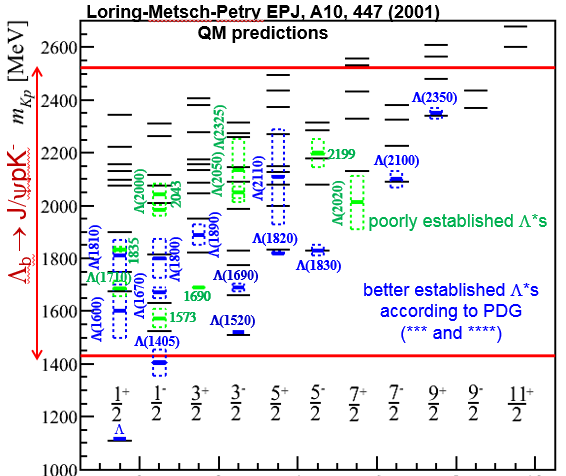 Loring-Metsch-Petry EPJ, A10, 447 (2001)
QM predictions
m_Kp [MeV]
Λb → J/ψpK⁻
2600
2400
2200
2000
1800
1600
1400
1200
1000
Λ(1600)
Λ(1710)
Λ(1810)
1835
Λ
Λ(1405)
1573
Λ(1670)
Λ(1800)
Λ(2000)
2043
1690
Λ(1890)
Λ(1520)
Λ(1690)
Λ(2050)
Λ(2325)
Λ(1820)
Λ(2110)
Λ(1830)
2199
Λ(2020)
Λ(2100)
Λ(2350)
poorly established Λ*s
better established Λ*s
according to PDG
(*** and ****)
1⁺/2 1⁻/2 3⁺/2 3⁻/2 5⁺/2 5⁻/2 7⁺/2 7⁻/2 9⁺/2 9⁻/2 11⁺/2